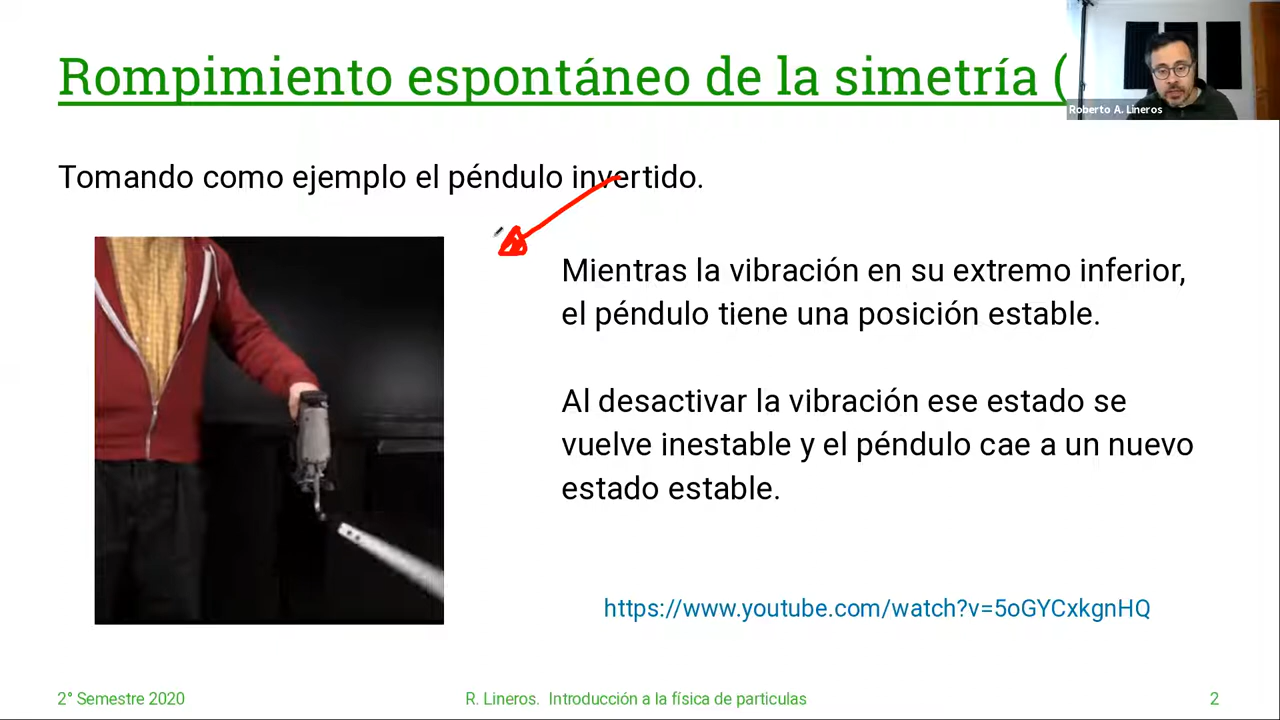 Rompimiento espontáneo de la simetría (
Roberto A. Lineros
Tomando como ejemplo el péndulo invertido.
Mientras la vibración en su extremo inferior,
el péndulo tiene una posición estable.
Al desactivar la vibración ese estado se
vuelve inestable y el péndulo cae a un nuevo
estado estable.
https://www.youtube.com/watch?v=5oGYCxkgnHQ
2° Semestre 2020
R. Lineros. Introducción a la física de particulas
2